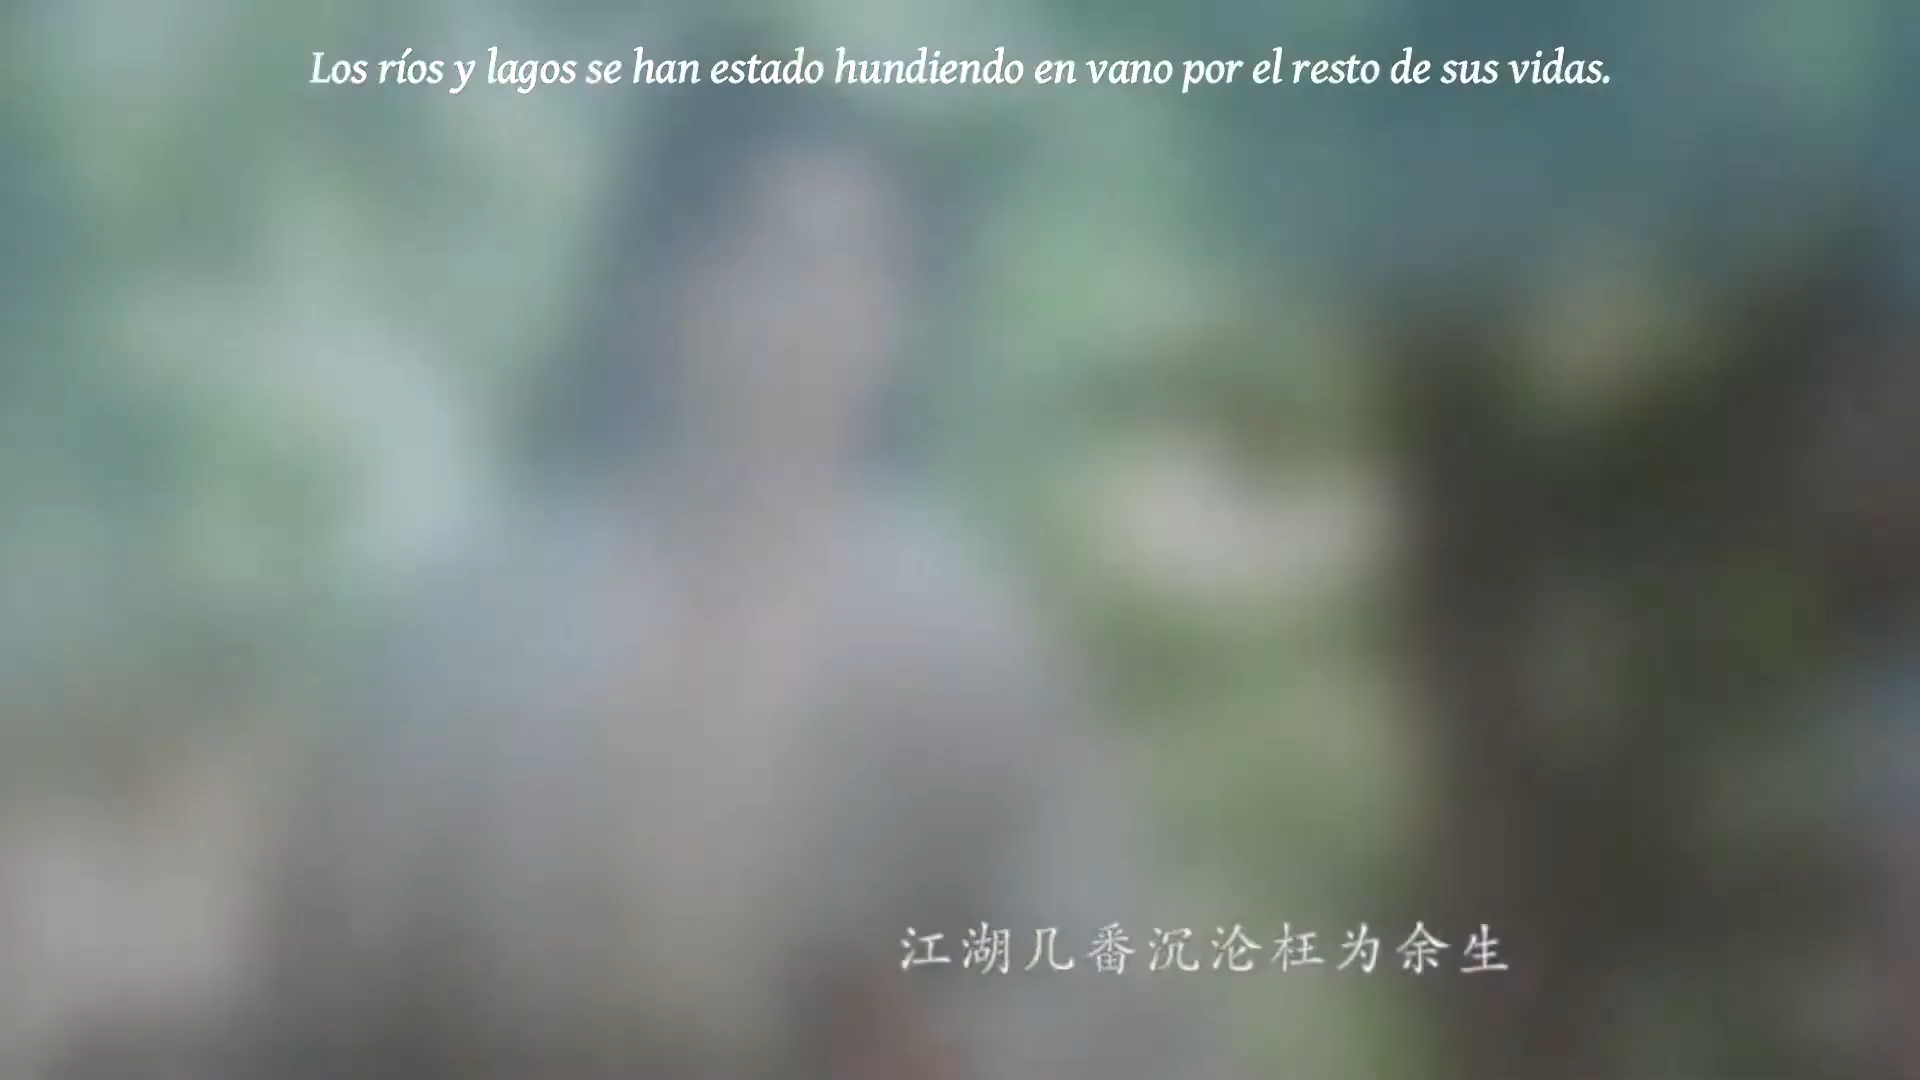 Los ríos y lagos se han estado hundiendo en vano por el resto de sus vidas.
江湖几番沉沦枉为余生